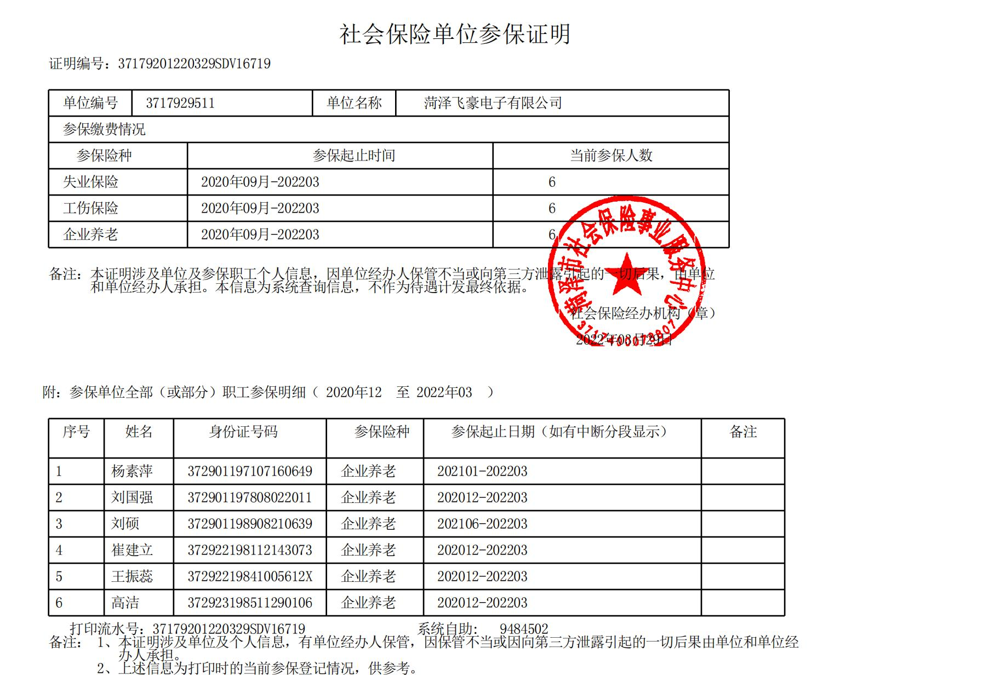 社会保险单位参保证明
证明编号：37179201220329SDV16719
单位编号 3717929511 单位名称 菏泽飞豪电子有限公司
参保缴费情况
参保险种 参保起止时间 当前参保人数
失业保险 2020年09月-202203 6
工伤保险 2020年09月-202203 6
企业养老 2020年09月-202203 6
备注：本证明涉及单位及参保职工个人信息，因单位经办人保管不当或向第三方泄露引起的一切后果，由单位
和单位经办人承担。本信息为系统查询信息，不作为待遇计发最终依据。
菏泽市社会保险事业服务中心
社会保险经办机构（章）
2022年03月29日
附：参保单位全部（或部分）职工参保明细（ 2020年12 至 2022年03 ）
序号 姓名 身份证号码 参保险种 参保起止日期（如有中断分段显示） 备注
1 杨素萍 372901197107160649 企业养老 202101-202203
2 刘国强 372901197808022011 企业养老 202012-202203
3 刘硕 372901198908210639 企业养老 202106-202203
4 崔建立 372922198112143073 企业养老 202012-202203
5 王振蕊 37292219841005612X 企业养老 202012-202203
6 高洁 372923198511290106 企业养老 202012-202203
打印流水号：37179201220329SDV16719 系统自助: 9484502
备注： 1、本证明涉及单位及个人信息，有单位经办人保管，因保管不当或因向第三方泄露引起的一切后果由单位和单位经
办人承担。
2、上述信息为打印时的当前参保登记情况，供参考。